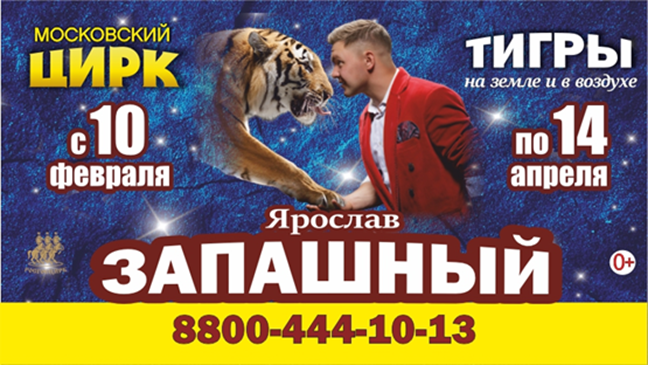 МОСКОВСКИЙ
ЦИРК
ТИГРЫ
на земле и в воздухе
с 10
февраля
по 14
апреля
Ярослав
ЗАПАШНЫЙ
0+
8800-444-10-13